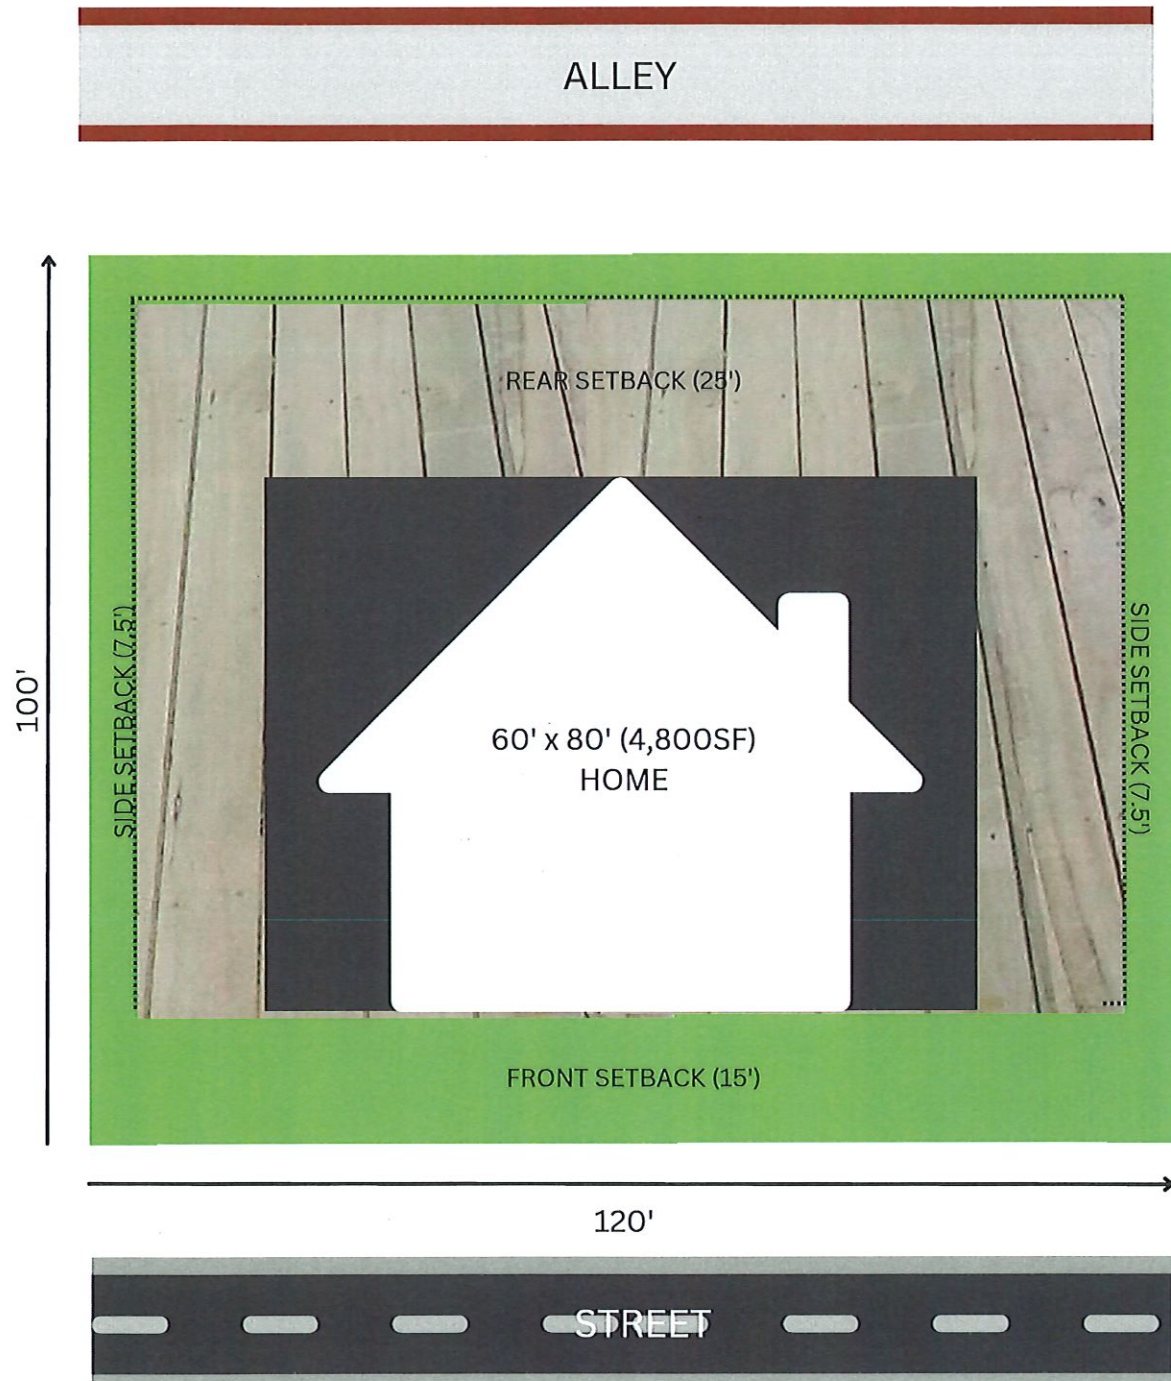 ALLEY
REAR SETBACK (25')
SIDE SETBACK (7.5')
SIDE SETBACK (7.5')
100'
60' x 80' (4,800SF)
HOME
FRONT SETBACK (15')
120'
STREET